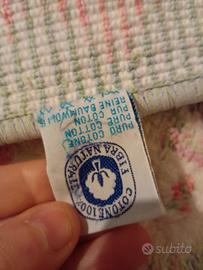 PURO COTONE
PURE COTTON
PUR COTON
REINE BAUMWOLLE
COTONE 100%
FIBRA NATURALE
subito